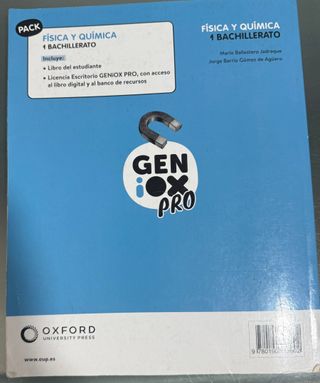 PACK
FÍSICA Y QUÍMICA
1 BACHILLERATO
Incluye:
• Libro del estudiante
• Licencia Escritorio GENiOX PRO, con acceso
al libro digital y al banco de recursos
FÍSICA Y QUÍMICA
1 BACHILLERATO
Mario Ballestero Jadraque
Jorge Barrio Gómez de Agüero
GEN
iOX
PRO
OXFORD
UNIVERSITY PRESS
www.oup.es